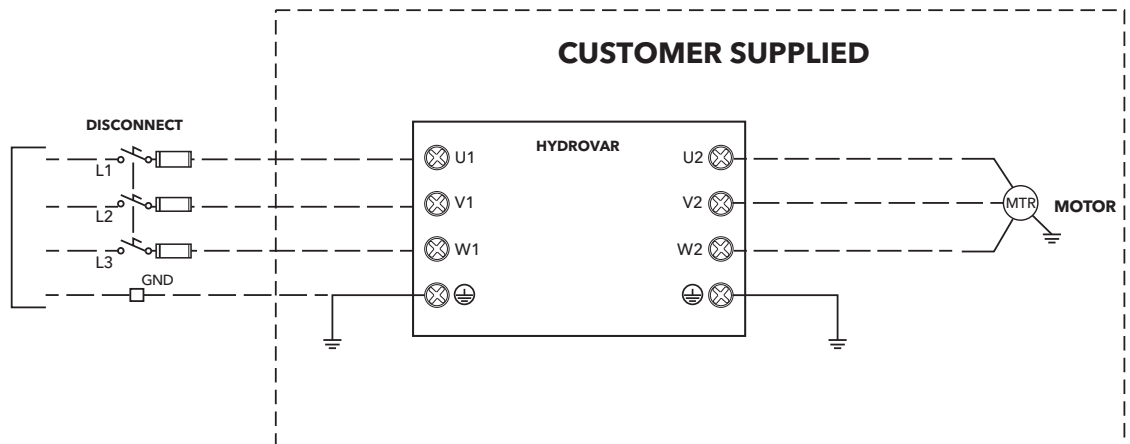 CUSTOMER SUPPLIED
DISCONNECT
HYDROVAR
L1
U1
U2
L2
V1
V2
MTR
MOTOR
L3
W1
W2
GND